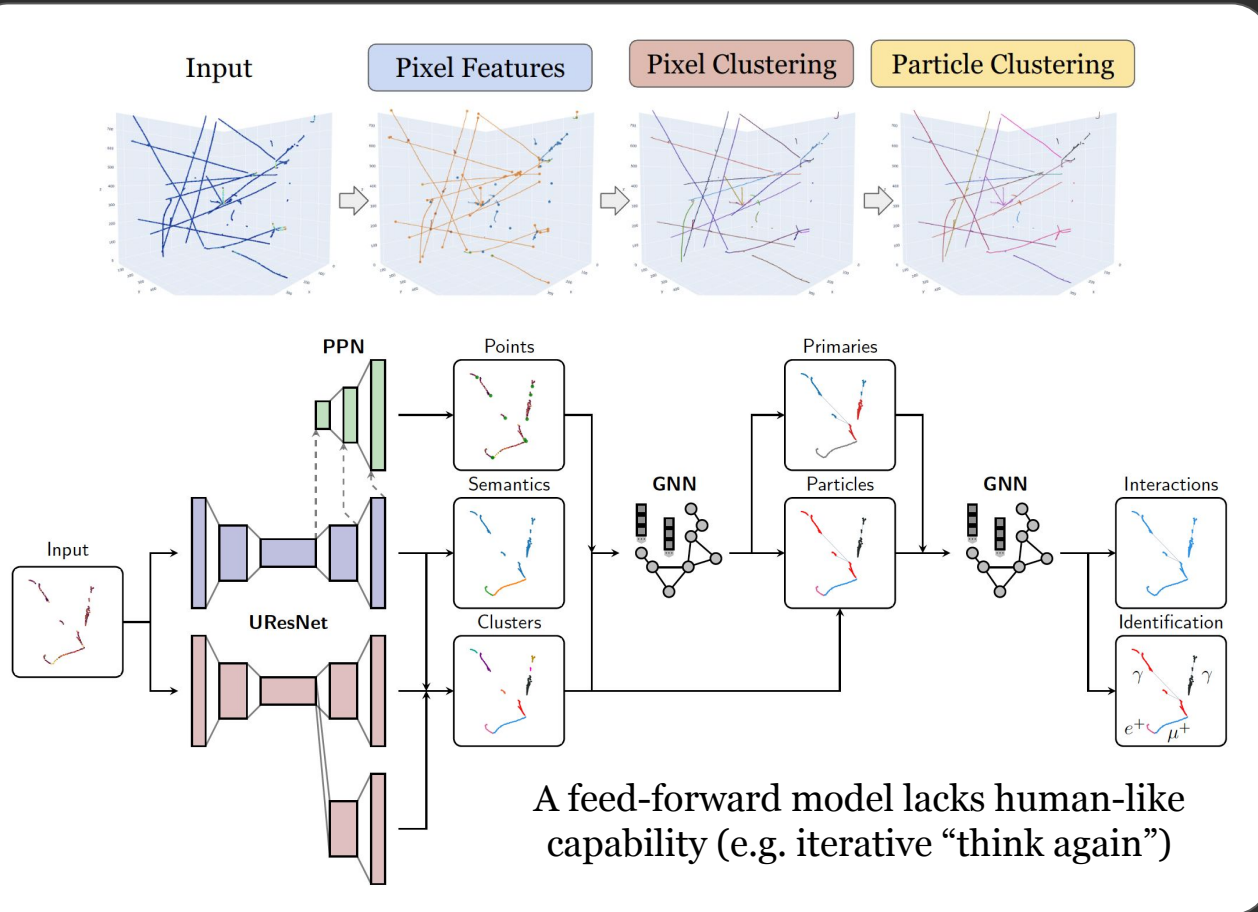 Input
Pixel Features
Pixel Clustering
Particle Clustering
PPN
Points
Primaries
Semantics
GNN
Particles
GNN
Interactions
Input
UResNet
Clusters
Identification
γ
γ
e+
μ+
A feed-forward model lacks human-like
capability (e.g. iterative “think again”)